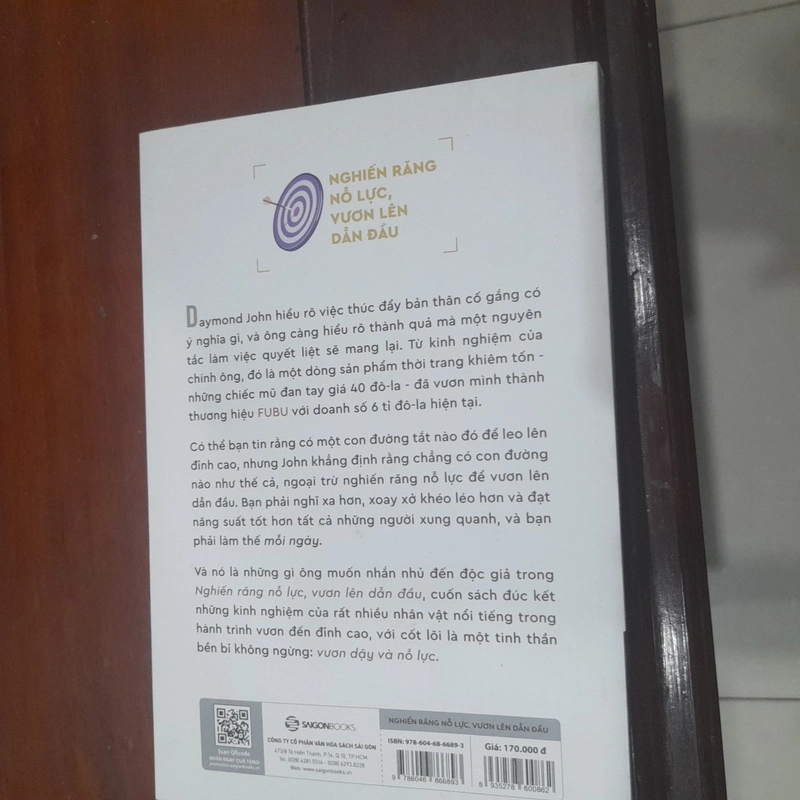 NGHIẾN RĂNG
NỖ LỰC,
VƯƠN LÊN
DẪN ĐẦU
Daymond John hiểu rõ việc thúc đẩy bản thân cố gắng có
ý nghĩa gì, và ông càng hiểu rõ thành quả mà một nguyên
tắc làm việc quyết liệt sẽ mang lại. Từ kinh nghiệm của
chính ông, đó là một dòng sản phẩm thời trang khiêm tốn -
những chiếc mũ đan tay giá 40 đô-la - đã vươn mình thành
thương hiệu FUBU với doanh số 6 tỉ đô-la hiện tại.
Có thể bạn tin rằng có một con đường tắt nào đó để leo lên
đỉnh cao, nhưng John khẳng định rằng chẳng có con đường
nào như thế cả, ngoại trừ nghiến răng nỗ lực để vươn lên
dẫn đầu. Bạn phải nghĩ xa hơn, xoay xở khéo léo hơn và đạt
năng suất tốt hơn tất cả những người xung quanh, và bạn
phải làm thế mỗi ngày.
Và nó là những gì ông muốn nhắn nhủ đến độc giả trong
Nghiến răng nỗ lực, vươn lên dẫn đầu, cuốn sách đúc kết
những kinh nghiệm của rất nhiều nhân vật nổi tiếng trong
hành trình vươn đến đỉnh cao, với cốt lõi là một tinh thần
bền bỉ không ngừng: vươn dậy và nỗ lực.
SAIGONBOOKS
CÔNG TY CỔ PHẦN VĂN HÓA SÁCH SÀI GÒN
Web: www.saigonbooks.vn
NGHIẾN RĂNG NỖ LỰC, VƯƠN LÊN DẪN ĐẦU
ISBN: 978-604-68-6689-3
9 786046 866893
Giá: 170.000 đ
8 935278 600862